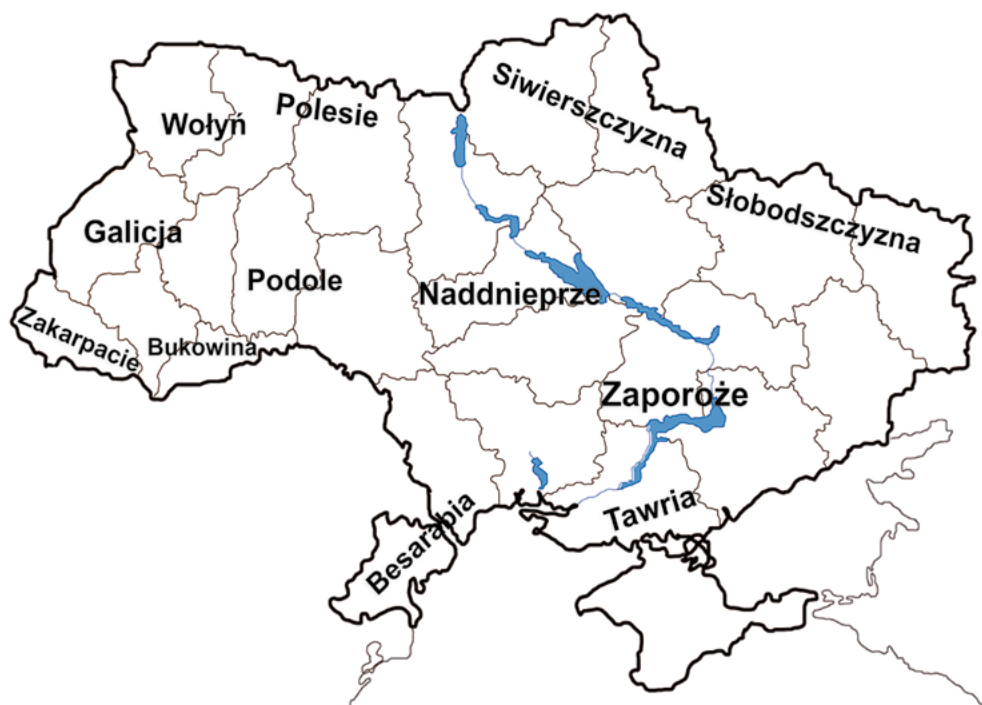 Siwierszczyzna
Polesie
Wołyń
Słobodszczyzna
Galicja
Podole
Naddnieprze
Zakarpacie
Bukowina
Zaporoże
Tawria
Besarabia